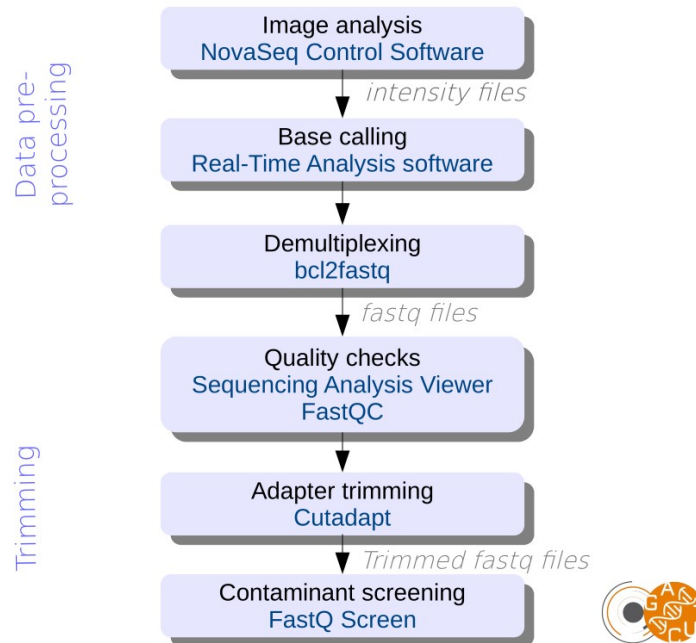 Image analysis
NovaSeq Control Software
intensity files
Data pre-
processing
Base calling
Real-Time Analysis software
Demultiplexing
bcl2fastq
fastq files
Quality checks
Sequencing Analysis Viewer
FastQC
Trimming
Adapter trimming
Cutadapt
Trimmed fastq files
Contaminant screening
FastQ Screen
G A
C U